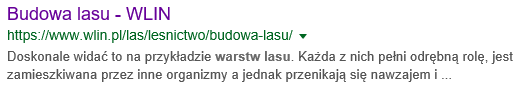 Budowa lasu - WLIN
https://www.wlin.pl/las/lesnictwo/budowa-lasu/
Doskonale widać to na przykładzie warstw lasu. Każda z nich pełni odrębną rolę, jest
zamieszkiwana przez inne organizmy a jednak przenikają się nawzajem i ...